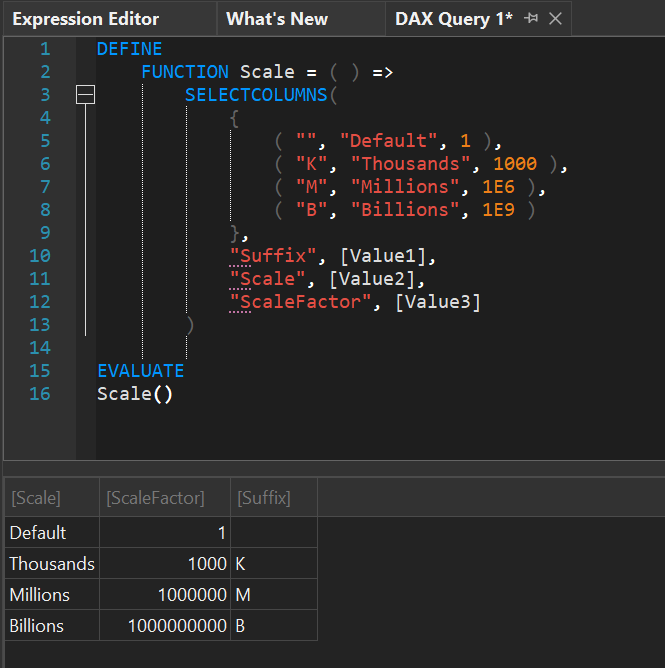 Expression Editor What's New DAX Query 1*
1 DEFINE
2 FUNCTION Scale = ( ) =>
3 SELECTCOLUMNS(
4 {
5 ( "", "Default", 1 ),
6 ( "K", "Thousands", 1000 ),
7 ( "M", "Millions", 1E6 ),
8 ( "B", "Billions", 1E9 )
9 },
10 "Suffix", [Value1],
11 "Scale", [Value2],
12 "ScaleFactor", [Value3]
13 )
14
15 EVALUATE
16 Scale()
[Scale] [ScaleFactor] [Suffix]
Default 1
Thousands 1000 K
Millions 1000000 M
Billions 1000000000 B